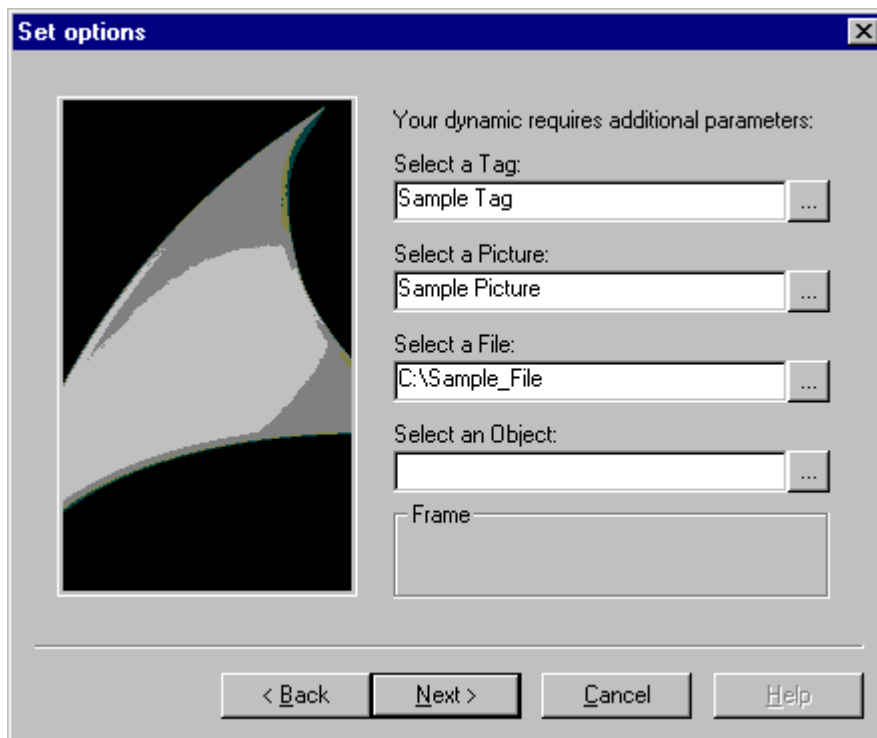 Set options
Your dynamic requires additional parameters:
Select a Tag:
Sample Tag
...
Select a Picture:
Sample Picture
...
Select a File:
C:\Sample_File
...
Select an Object:
...
Frame
< Back
Next >
Cancel
Help